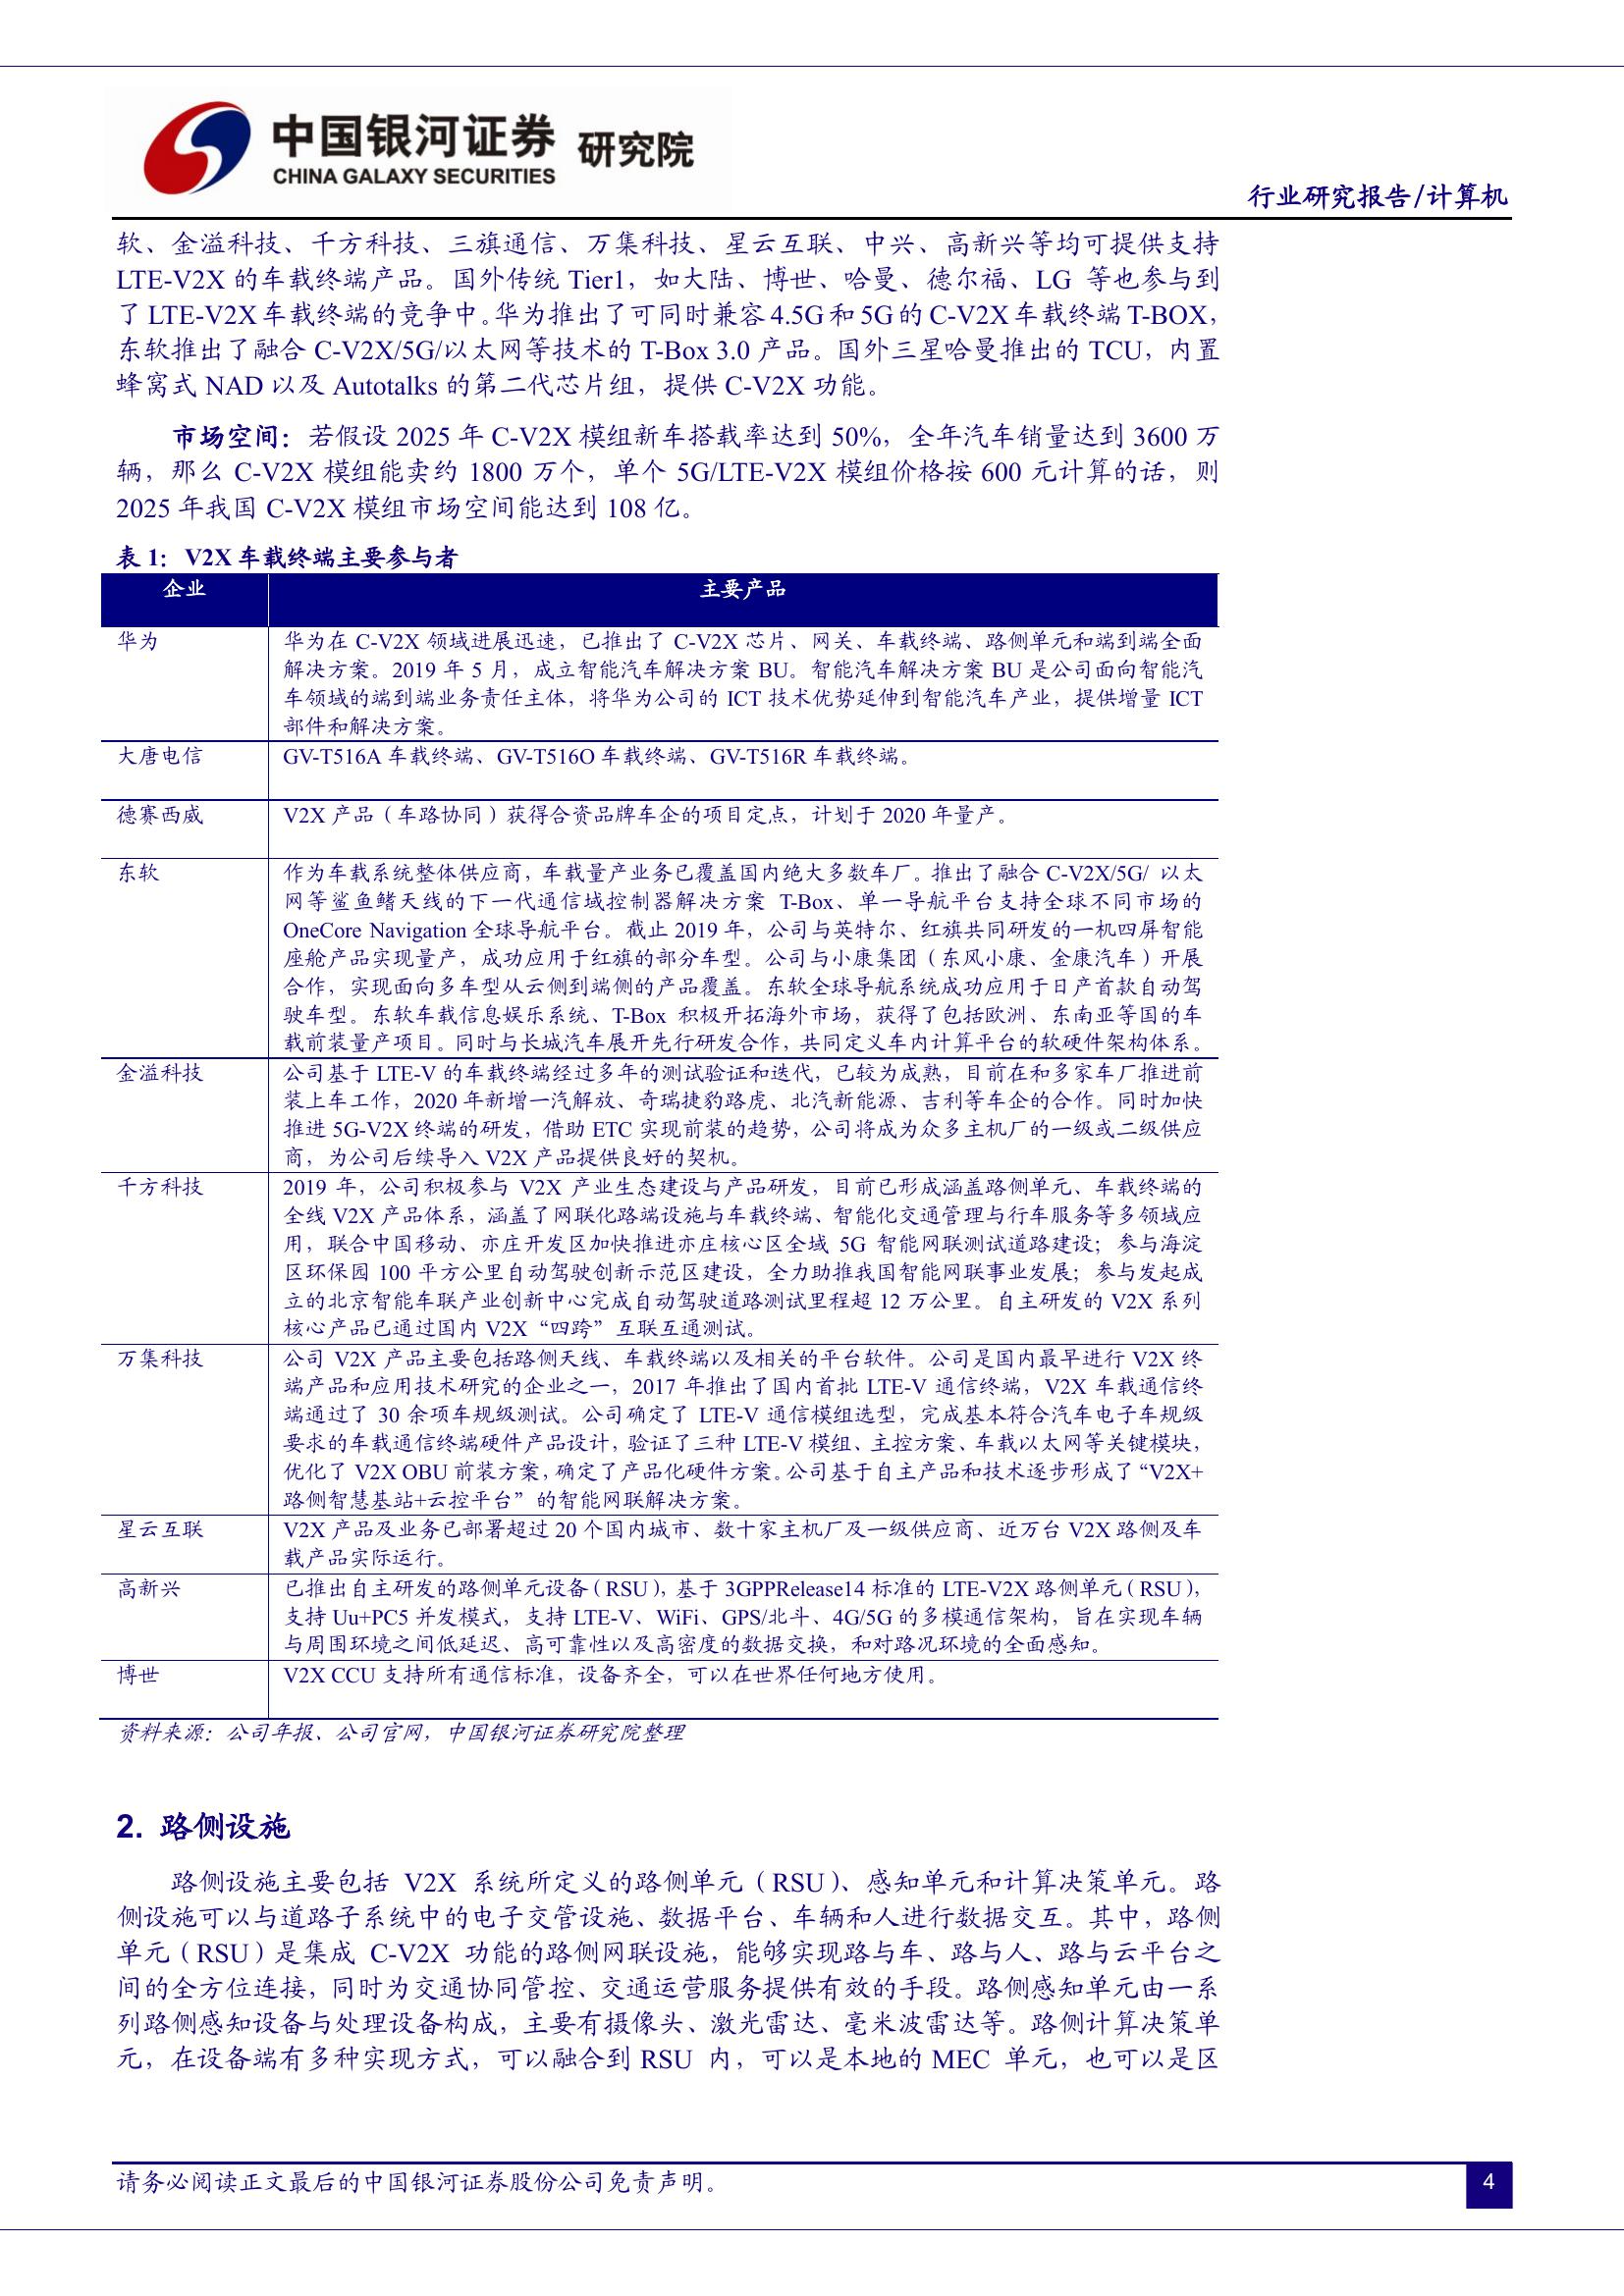 中国银河证券 研究院
CHINA GALAXY SECURITIES
行业研究报告/计算机
软、金溢科技、千方科技、三旗通信、万集科技、星云互联、中兴、高新兴等均可提供支持
LTE-V2X 的车载终端产品。国外传统 Tier1，如大陆、博世、哈曼、德尔福、LG 等也参与到
了 LTE-V2X 车载终端的竞争中。华为推出了可同时兼容 4.5G 和 5G 的 C-V2X 车载终端 T-BOX，
东软推出了融合 C-V2X/5G/以太网等技术的 T-Box 3.0 产品。国外三星哈曼推出的 TCU，内置
蜂窝式 NAD 以及 Autotalks 的第二代芯片组，提供 C-V2X 功能。
市场空间：若假设 2025 年 C-V2X 模组新车搭载率达到 50%，全年汽车销量达到 3600 万
辆，那么 C-V2X 模组能卖约 1800 万个，单个 5G/LTE-V2X 模组价格按 600 元计算的话，则
2025 年我国 C-V2X 模组市场空间能达到 108 亿。
表 1：V2X 车载终端主要参与者
企业 主要产品
华为 华为在 C-V2X 领域进展迅速，已推出了 C-V2X 芯片、网关、车载终端、路侧单元和端到端全面
解决方案。2019 年 5 月，成立智能汽车解决方案 BU。智能汽车解决方案 BU 是公司面向智能汽
车领域的端到端业务责任主体，将华为公司的 ICT 技术优势延伸到智能汽车产业，提供增量 ICT
部件和解决方案。
大唐电信 GV-T516A 车载终端、GV-T516O 车载终端、GV-T516R 车载终端。
德赛西威 V2X 产品（车路协同）获得合资品牌车企的项目定点，计划于 2020 年量产。
东软 作为车载系统整体供应商，车载量产业务已覆盖国内绝大多数车厂。推出了融合 C-V2X/5G/ 以太
网等鲨鱼鳍天线的下一代通信域控制器解决方案 T-Box、单一导航平台支持全球不同市场的
OneCore Navigation 全球导航平台。截止 2019 年，公司与英特尔、红旗共同研发的一机四屏智能
座舱产品实现量产，成功应用于红旗的部分车型。公司与小康集团（东风小康、金康汽车）开展
合作，实现面向多车型从云侧到端侧的产品覆盖。东软全球导航系统成功应用于日产首款自动驾
驶车型。东软车载信息娱乐系统、T-Box 积极开拓海外市场，获得了包括欧洲、东南亚等国的车
载前装量产项目。同时与长城汽车展开先行研发合作，共同定义车内计算平台的软硬件架构体系。
金溢科技 公司基于 LTE-V 的车载终端经过多年的测试验证和迭代，已较为成熟，目前在和多家车厂推进前
装上车工作，2020 年新增一汽解放、奇瑞捷豹路虎、北汽新能源、吉利等车企的合作。同时加快
推进 5G-V2X 终端的研发，借助 ETC 实现前装的趋势，公司将成为众多主机厂的一级或二级供应
商，为公司后续导入 V2X 产品提供良好的契机。
千方科技 2019 年，公司积极参与 V2X 产业生态建设与产品研发，目前已形成涵盖路侧单元、车载终端的
全线 V2X 产品体系，涵盖了网联化路端设施与车载终端、智能化交通管理与行车服务等多领域应
用，联合中国移动、亦庄开发区加快推进亦庄核心区全域 5G 智能网联测试道路建设；参与海淀
区环保园 100 平方公里自动驾驶创新示范区建设，全力助推我国智能网联事业发展；参与发起成
立的北京智能车联产业创新中心完成自动驾驶道路测试里程超 12 万公里。自主研发的 V2X 系列
核心产品已通过国内 V2X“四跨”互联互通测试。
万集科技 公司 V2X 产品主要包括路侧天线、车载终端以及相关的平台软件。公司是国内最早进行 V2X 终
端产品和应用技术研究的企业之一，2017 年推出了国内首批 LTE-V 通信终端，V2X 车载通信终
端通过了 30 余项车规级测试。公司确定了 LTE-V 通信模组选型，完成基本符合汽车电子车规级
要求的车载通信终端硬件产品设计，验证了三种 LTE-V 模组、主控方案、车载以太网等关键模块，
优化了 V2X OBU 前装方案，确定了产品化硬件方案。公司基于自主产品和技术逐步形成了“V2X+
路侧智慧基站+云控平台”的智能网联解决方案。
星云互联 V2X 产品及业务已部署超过 20 个国内城市、数十家主机厂及一级供应商、近万台 V2X 路侧及车
载产品实际运行。
高新兴 已推出自主研发的路侧单元设备（RSU），基于 3GPPRelease14 标准的 LTE-V2X 路侧单元（RSU），
支持 Uu+PC5 并发模式，支持 LTE-V、WiFi、GPS/北斗、4G/5G 的多模通信架构，旨在实现车辆
与周围环境之间低延迟、高可靠性以及高密度的数据交换，和对路况环境的全面感知。
博世 V2X CCU 支持所有通信标准，设备齐全，可以在世界任何地方使用。
资料来源：公司年报、公司官网，中国银河证券研究院整理
2. 路侧设施
路侧设施主要包括 V2X 系统所定义的路侧单元（RSU）、感知单元和计算决策单元。路
侧设施可以与道路子系统中的电子交管设施、数据平台、车辆和人进行数据交互。其中，路侧
单元（RSU）是集成 C-V2X 功能的路侧网联设施，能够实现路与车、路与人、路与云平台之
间的全方位连接，同时为交通协同管控、交通运营服务提供有效的手段。路侧感知单元由一系
列路侧感知设备与处理设备构成，主要有摄像头、激光雷达、毫米波雷达等。路侧计算决策单
元，在设备端有多种实现方式，可以融合到 RSU 内，可以是本地的 MEC 单元，也可以是区
请务必阅读正文最后的中国银河证券股份公司免责声明。
4